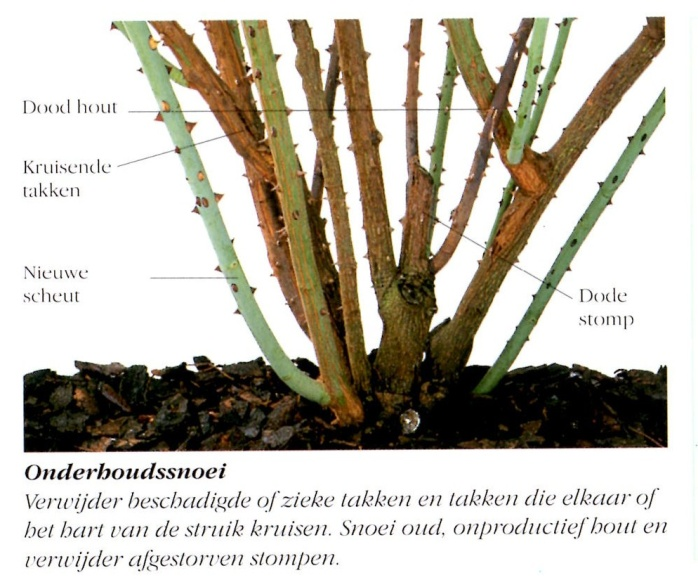 Dood hout
Kruisende
takken
Nieuwe
scheut
Dode
stomp
Onderhoudssnoei
Verwijder beschadigde of zieke takken en takken die elkaar of
het hart van de struik kruisen. Snoei oud, onproductief hout en
verwijder afgestorven stompen.